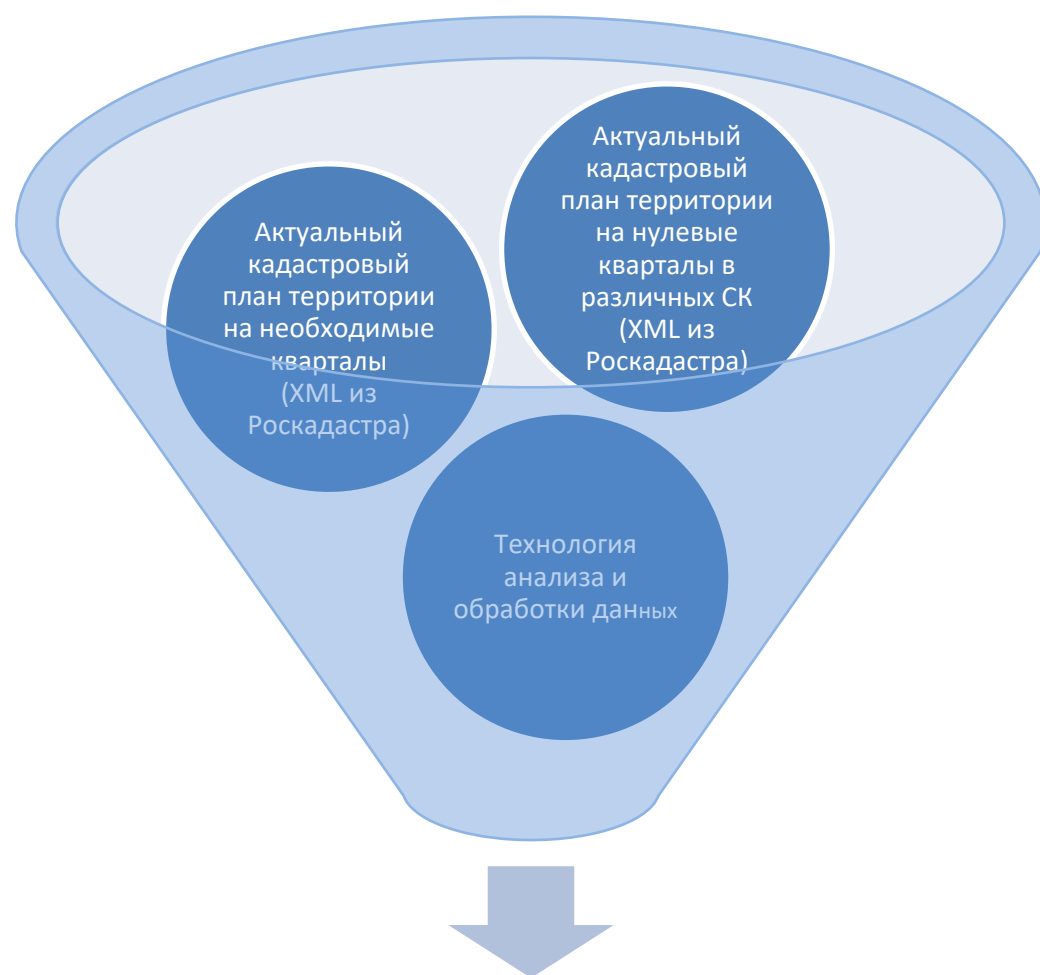 Актуальный
кадастровый
план территории
на необходимые
кварталы
(XML из
Роскадастра)
Актуальный
кадастровый
план территории
на нулевые
кварталы в
различных СК
(XML из
Роскадастра)
Технология
анализа и
обработки данных